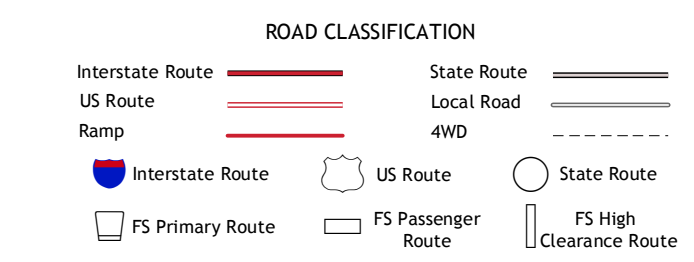 ROAD CLASSIFICATION
Interstate Route
State Route
US Route
Local Road
Ramp
4WD
Interstate Route
US Route
State Route
FS Primary Route
FS Passenger
Route
FS High
Clearance Route